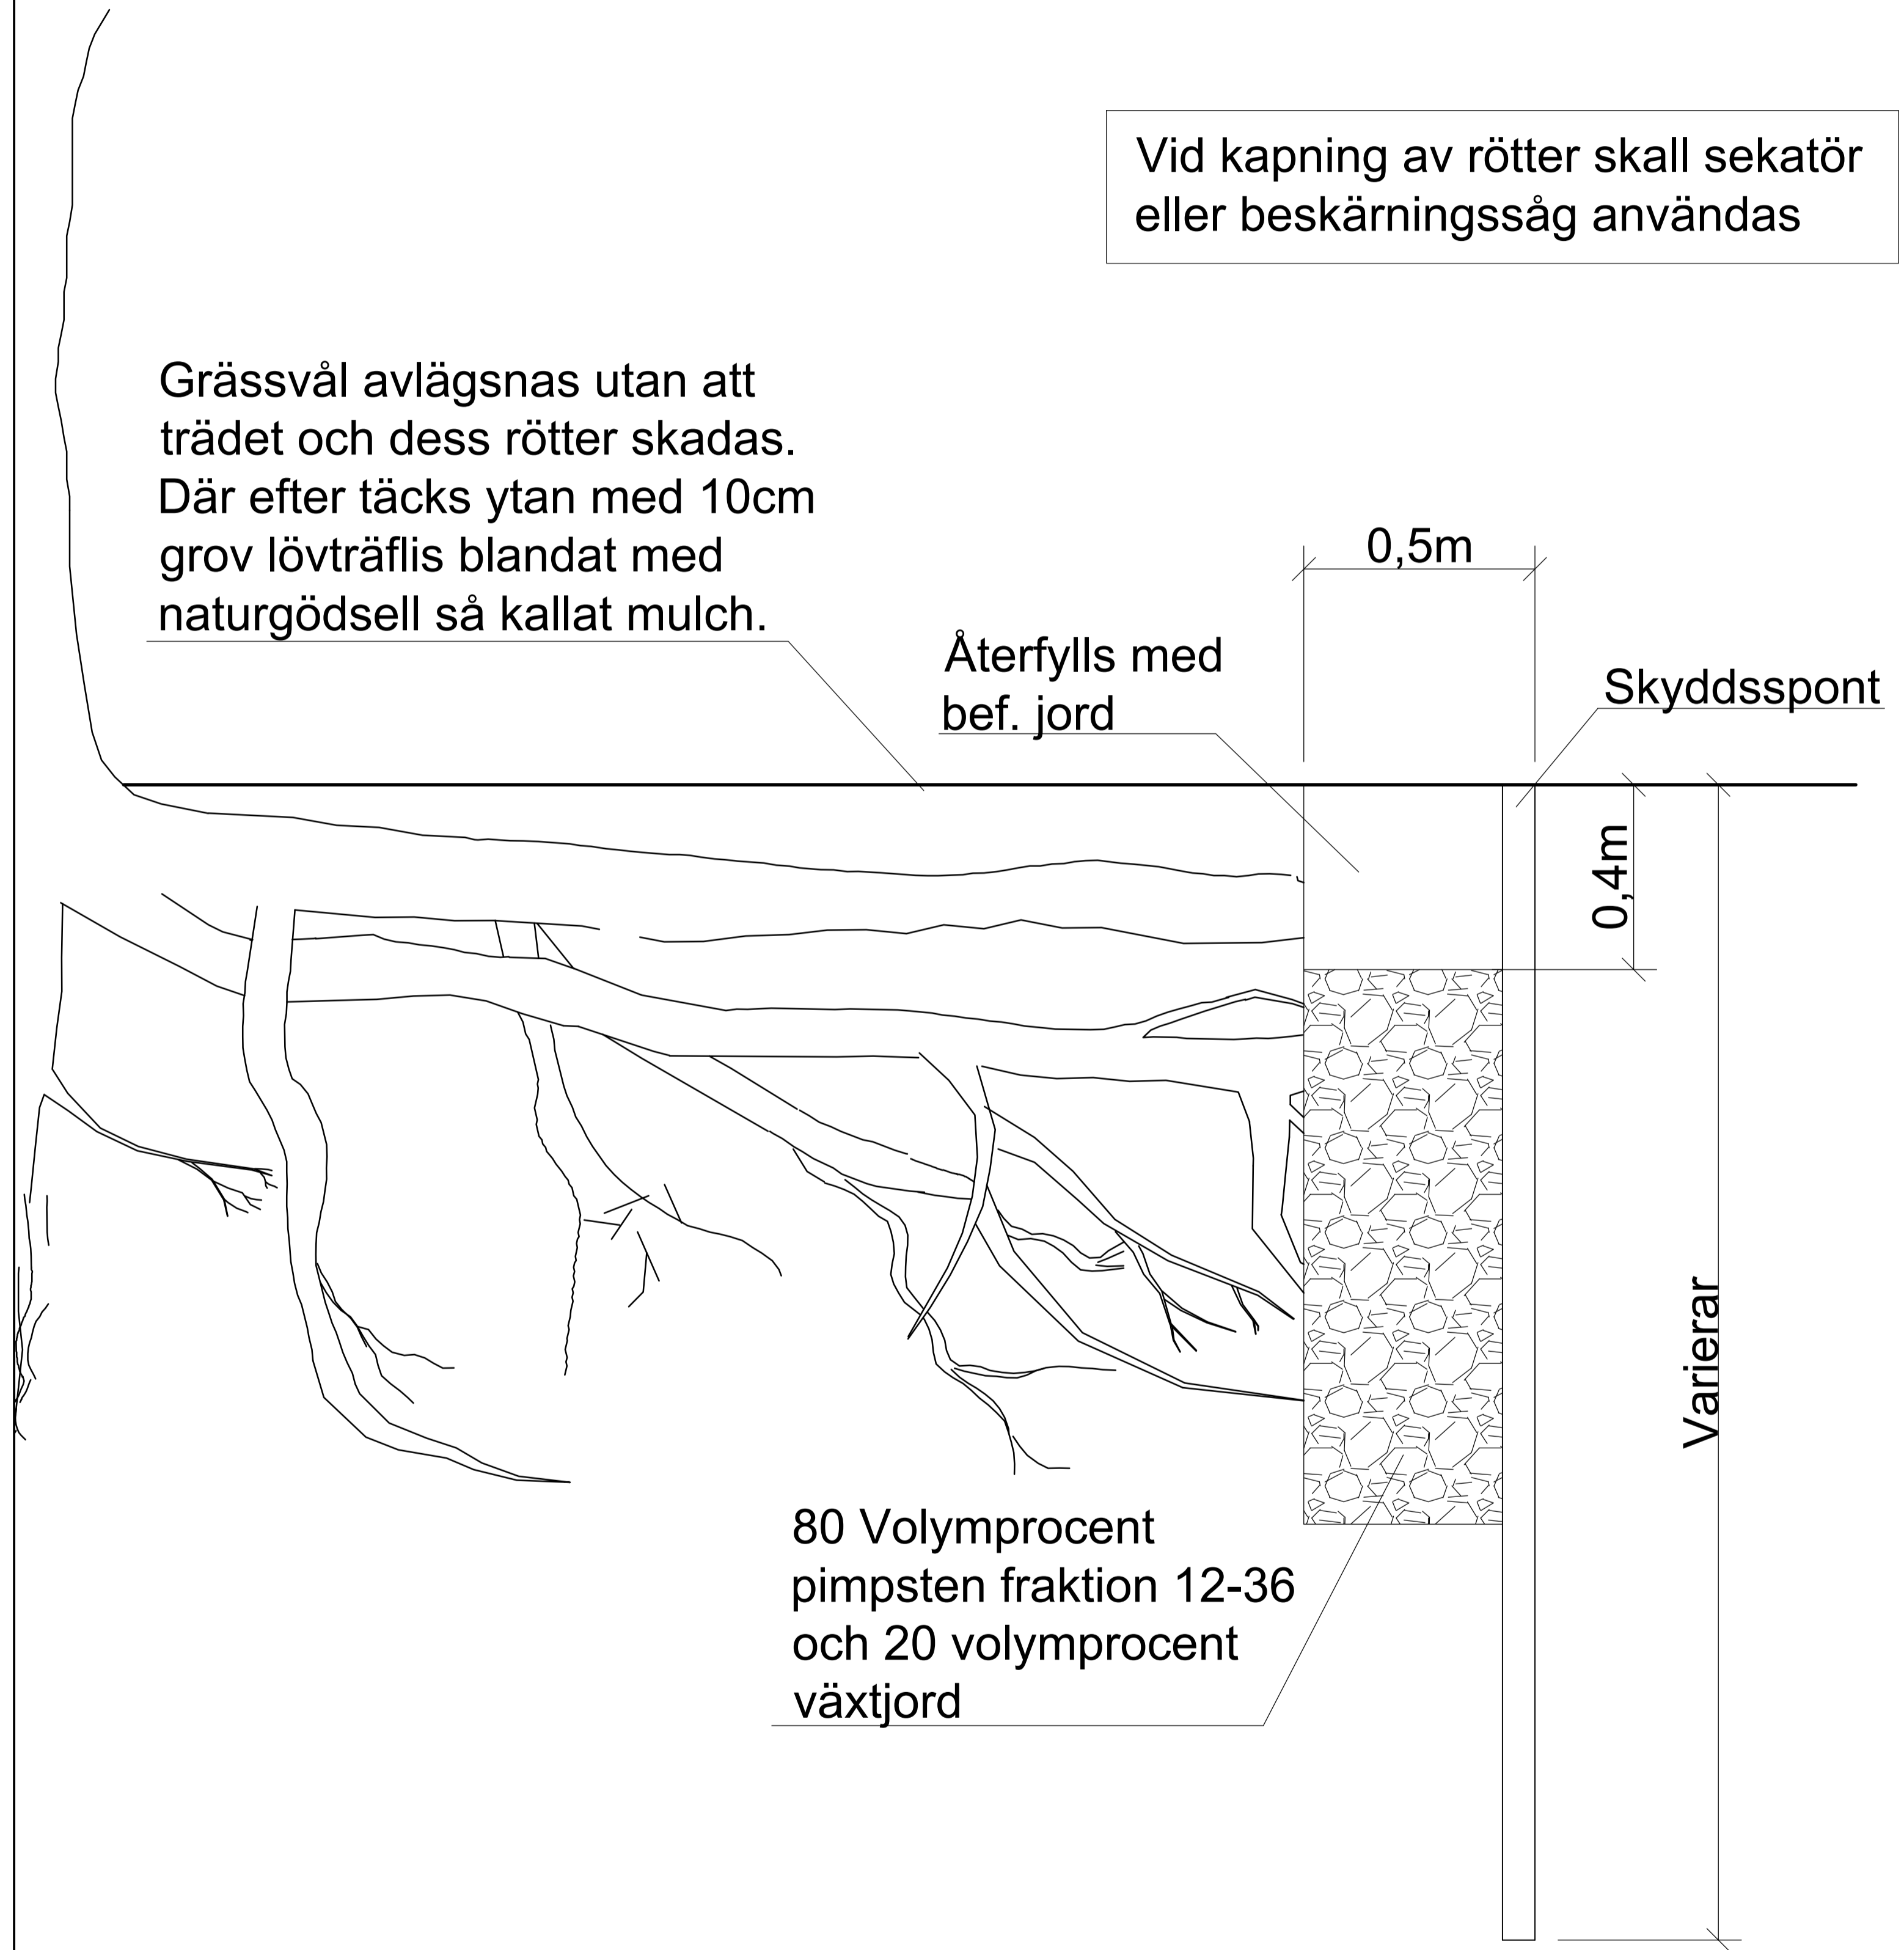 Vid kapning av rötter skall sekatör
eller beskärningssåg användas
Grässvål avlägsnas utan att
trädet och dess rötter skadas.
Där efter täcks ytan med 10cm
grov lövträflis blandat med
naturgödsell så kallat mulch.
0,5m
Återfylls med
bef. jord
Skyddsspont
0,4m
Varierar
80 Volymprocent
pimpsten fraktion 12-36
och 20 volymprocent
växtjord